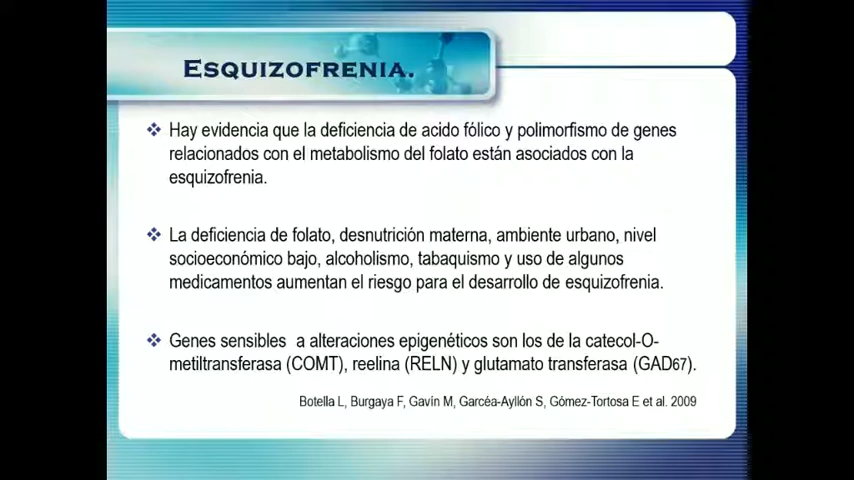 ESQUIZOFRENIA.
❖ Hay evidencia que la deficiencia de acido fólico y polimorfismo de genes
relacionados con el metabolismo del folato están asociados con la
esquizofrenia.
❖ La deficiencia de folato, desnutrición materna, ambiente urbano, nivel
socioeconómico bajo, alcoholismo, tabaquismo y uso de algunos
medicamentos aumentan el riesgo para el desarrollo de esquizofrenia.
❖ Genes sensibles a alteraciones epigenéticos son los de la catecol-O-
metiltransferasa (COMT), reelina (RELN) y glutamato transferasa (GAD67).
Botella L, Burgaya F, Gavín M, Garcéa-Ayllón S, Gómez-Tortosa E et al. 2009